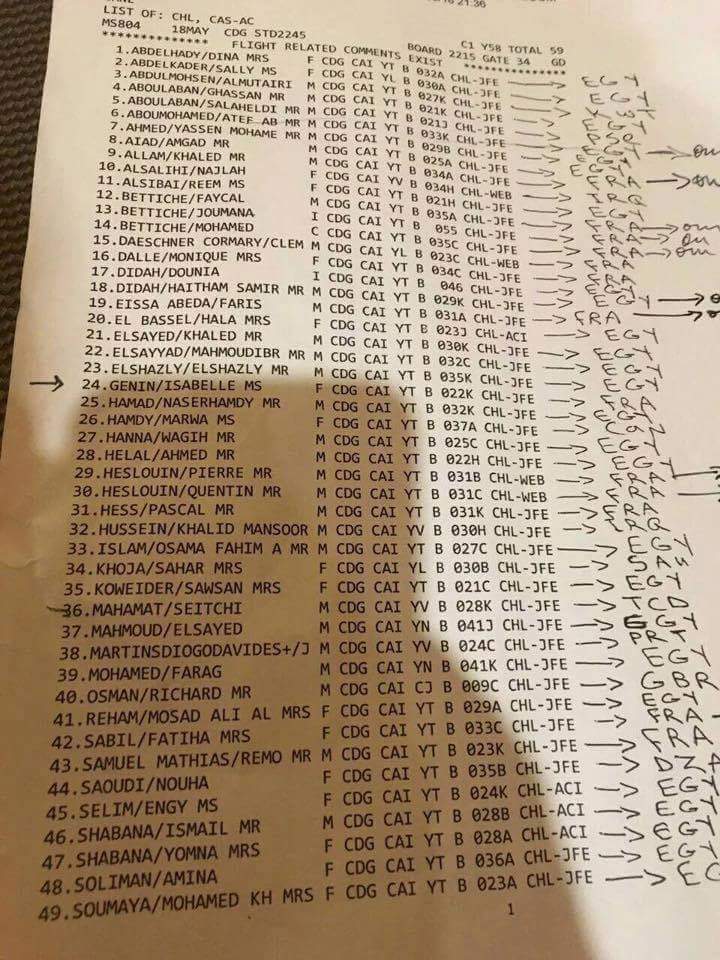 LIST OF: CHL, CAS-AC
MS804 18MAY CDG STD2245 C1 Y58 TOTAL 59
BOARD 2215 GATE 34 GD
************** FLIGHT RELATED COMMENTS EXIST **************
1.ABDELHADY/DINA MRS F CDG CAI YT B 032A CHL-JFE
2.ABDELKADER/SALLY MS F CDG CAI YL B 030A CHL-JFE
3.ABDULMOHSEN/ALMUTAIRI M CDG CAI YT B 027K CHL-JFE
4.ABOULABAN/GHASSAN MR M CDG CAI YT B 021K CHL-JFE
5.ABOULABAN/SALAHELDI MR M CDG CAI YT B 021J CHL-JFE
6.ABOUMOHAMED/ATEF AB MR M CDG CAI YT B 033K CHL-JFE
7.AHMED/YASSEN MOHAME MR M CDG CAI YT B 029B CHL-JFE
8.AIAD/AMGAD MR M CDG CAI YT B 025A CHL-JFE
9.ALLAM/KHALED MR M CDG CAI YT B 034A CHL-JFE
10.ALSALIHI/NAJLAH F CDG CAI YV B 034H CHL-WEB
11.ALSIBAI/REEM MS F CDG CAI YT B 021H CHL-JFE
12.BETTICHE/FAYCAL M CDG CAI YT B 035A CHL-JFE
13.BETTICHE/JOUMANA I CDG CAI YT B 055 CHL-JFE
14.BETTICHE/MOHAMED C CDG CAI YT B 035C CHL-JFE
15.DAESCHNER CORMARY/CLEM M CDG CAI YL B 023C CHL-WEB
16.DALLE/MONIQUE MRS F CDG CAI YT B 034C CHL-JFE
17.DIDAH/DOUNIA I CDG CAI YT B 046 CHL-JFE
18.DIDAH/HAITHAM SAMIR MR M CDG CAI YT B 029K CHL-JFE
19.EISSA ABEDA/FARIS M CDG CAI YT B 031A CHL-JFE
20.EL BASSEL/HALA MRS F CDG CAI YT B 023J CHL-ACI
21.ELSAYED/KHALED MR M CDG CAI YT B 030K CHL-JFE
22.ELSAYYAD/MAHMOUDIBR MR M CDG CAI YT B 032C CHL-JFE
23.ELSHAZLY/ELSHAZLY MR M CDG CAI YT B 035K CHL-JFE
24.GENIN/ISABELLE MS F CDG CAI YT B 022K CHL-JFE
25.HAMAD/NASERHAMDY MR M CDG CAI YT B 032K CHL-JFE
26.HAMDY/MARWA MS F CDG CAI YT B 037A CHL-JFE
27.HANNA/WAGIH MR M CDG CAI YT B 025C CHL-JFE
28.HELAL/AHMED MR M CDG CAI YT B 022H CHL-JFE
29.HESLOUIN/PIERRE MR M CDG CAI YT B 031B CHL-WEB
30.HESLOUIN/QUENTIN MR M CDG CAI YT B 031C CHL-WEB
31.HESS/PASCAL MR M CDG CAI YT B 031K CHL-JFE
32.HUSSEIN/KHALID MANSOOR M CDG CAI YV B 030H CHL-JFE
33.ISLAM/OSAMA FAHIM A MR M CDG CAI YT B 027C CHL-JFE
34.KHOJA/SAHAR MRS F CDG CAI YL B 030B CHL-JFE
35.KOWEIDER/SAWSAN MRS F CDG CAI YT B 021C CHL-JFE
36.MAHAMAT/SEITCHI M CDG CAI YV B 028K CHL-JFE
37.MAHMOUD/ELSAYED M CDG CAI YN B 041J CHL-JFE
38.MARTINSDIOGODAVIDES+/J M CDG CAI YV B 024C CHL-JFE
39.MOHAMED/FARAG M CDG CAI YN B 041K CHL-JFE
40.OSMAN/RICHARD MR M CDG CAI CJ B 009C CHL-JFE
41.REHAM/MOSAD ALI AL MRS F CDG CAI YT B 029A CHL-JFE
42.SABIL/FATIHA MRS F CDG CAI YT B 033C CHL-JFE
43.SAMUEL MATHIAS/REMO MR M CDG CAI YT B 023K CHL-JFE
44.SAOUDI/NOUHA F CDG CAI YT B 035B CHL-JFE
45.SELIM/ENGY MS F CDG CAI YT B 024K CHL-ACI
46.SHABANA/ISMAIL MR M CDG CAI YT B 028B CHL-ACI
47.SHABANA/YOMNA MRS F CDG CAI YT B 028A CHL-ACI
48.SOLIMAN/AMINA F CDG CAI YT B 036A CHL-JFE
49.SOUMAYA/MOHAMED KH MRS F CDG CAI YT B 023A CHL-JFE
1